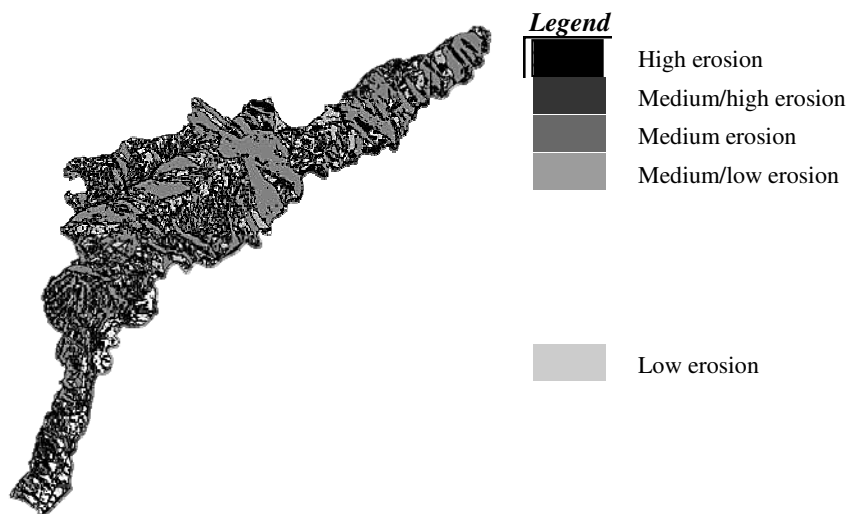 Legend
High erosion
Medium/high erosion
Medium erosion
Medium/low erosion
Low erosion